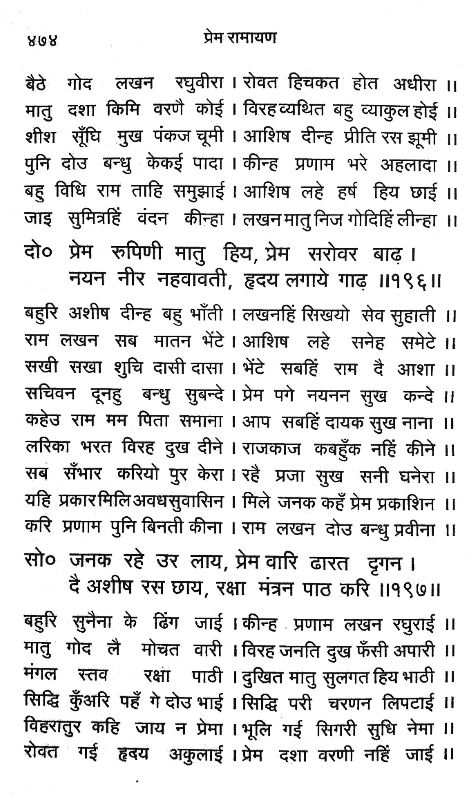 ४७४ प्रेम रामायण
बैठे गोद लखन रघुवीरा । रोवत हिचकत होत अधीरा ॥
मातु दशा किमि वरणै कोई । विरह व्यथित बहु व्याकुल होई ॥
शीश सूँघि मुख पंकज चूमी । आशिष दीन्ह प्रीति रस झूमी ॥
पुनि दोउ बन्धु केकई पादा । कीन्ह प्रणाम भरे अहलादा ॥
बहु विधि राम ताहि समुझाई । आशिष लहे हर्ष हिय छाई ॥
जाइ सुमित्रहिं वंदन कीन्हा । लखन मातु निज गोदिहिं लीन्हा ॥
दो० प्रेम रुपिणी मातु हिय, प्रेम सरोवर बाढ़ ।
नयन नीर नहवावती, हृदय लगाये गाढ़ ॥१९६॥
बहुरि अशीष दीन्ह बहु भाँती । लखनहिं सिखयो सेव सुहाती ॥
राम लखन सब मातन भेंटे । आशिष लहे सनेह समेटे ॥
सखी सखा शुचि दासी दासा । भेंटे सबहिं राम दै आशा ॥
सचिवन दूनहु बन्धु सुबन्दे । प्रेम पगे नयनन सुख कन्दे ॥
कहेउ राम मम पिता समाना । आप सबहिं दायक सुख नाना ॥
लरिका भरत विरह दुख दीने । राजकाज कबहुँक नहिं कीने ॥
सब सँभार करियो पुर केरा । रहै प्रजा सुख सनी घनेरा ॥
यहि प्रकार मिलि अवधसुवासिन । मिले जनक कहँ प्रेम प्रकाशिन ॥
करि प्रणाम पुनि बिनती कीना । राम लखन दोउ बन्धु प्रवीना ॥
सो० जनक रहे उर लाय, प्रेम वारि ढारत दृगन ।
दै अशीष रस छाय, रक्षा मंत्रन पाठ करि ॥१९७॥
बहुरि सुनैना के ढिंग जाई । कीन्ह प्रणाम लखन रघुराई ॥
मातु गोद लै मोचत वारी । विरह जनति दुख फँसी अपारी ॥
मंगल स्तव रक्षा पाठी । दुखित मातु सुलगत हिय भाठी ॥
सिद्धि कुँअरि पहँ गे दोउ भाई । सिद्धि परी चरणन लिपटाई ॥
विहरातुर कहि जाय न प्रेमा । भूलि गई सिगरी सुधि नेमा ॥
रोवत गई हृदय अकुलाई । प्रेम दशा वरणी नहिं जाई ॥